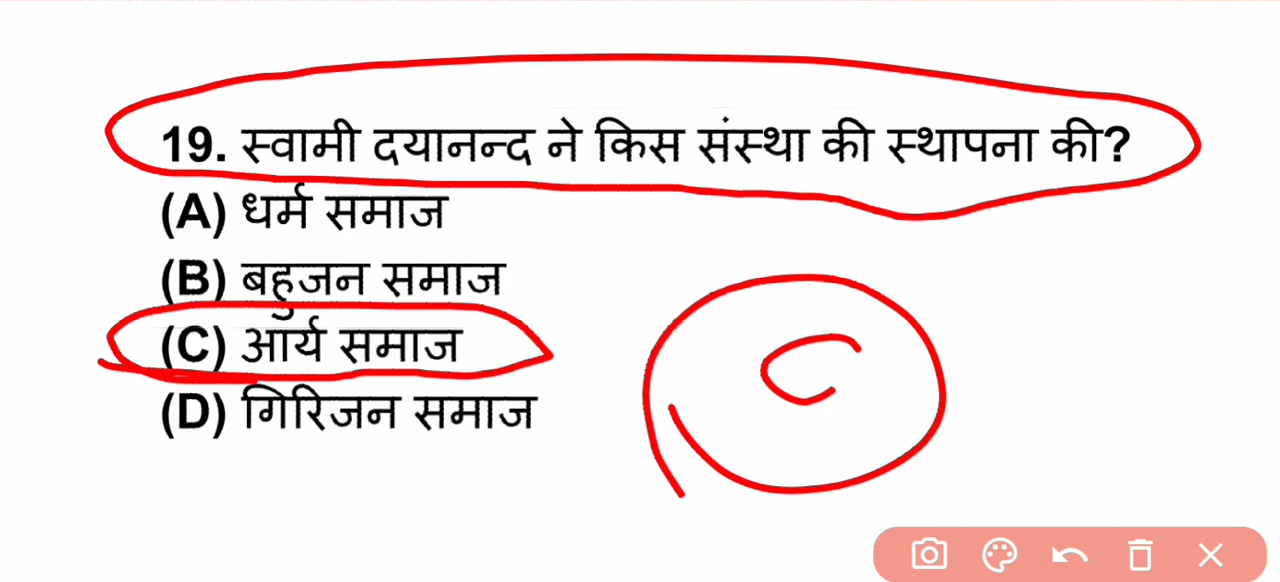 19. स्वामी दयानन्द ने किस संस्था की स्थापना की?
(A) धर्म समाज
(B) बहुजन समाज
(C) आर्य समाज
C
(D) गिरिजन समाज